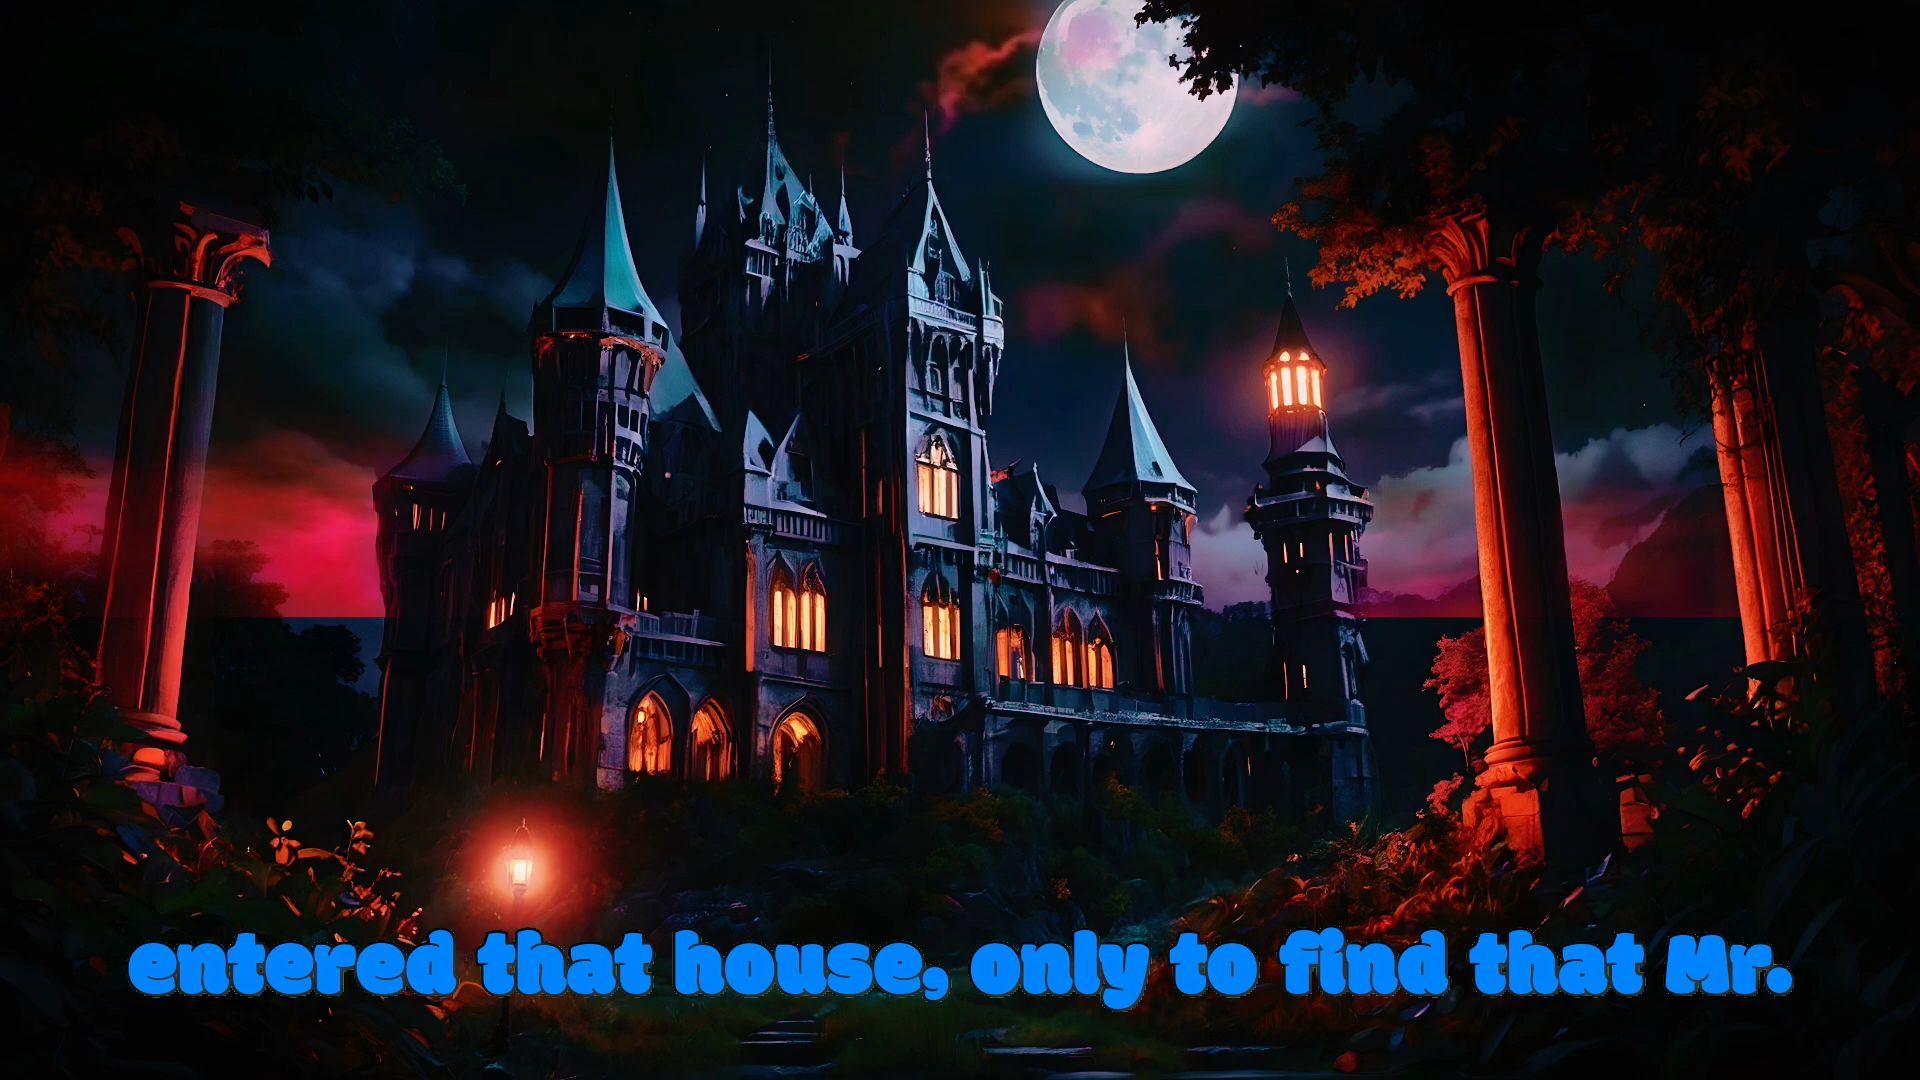 entered that house, only to find that Mr.